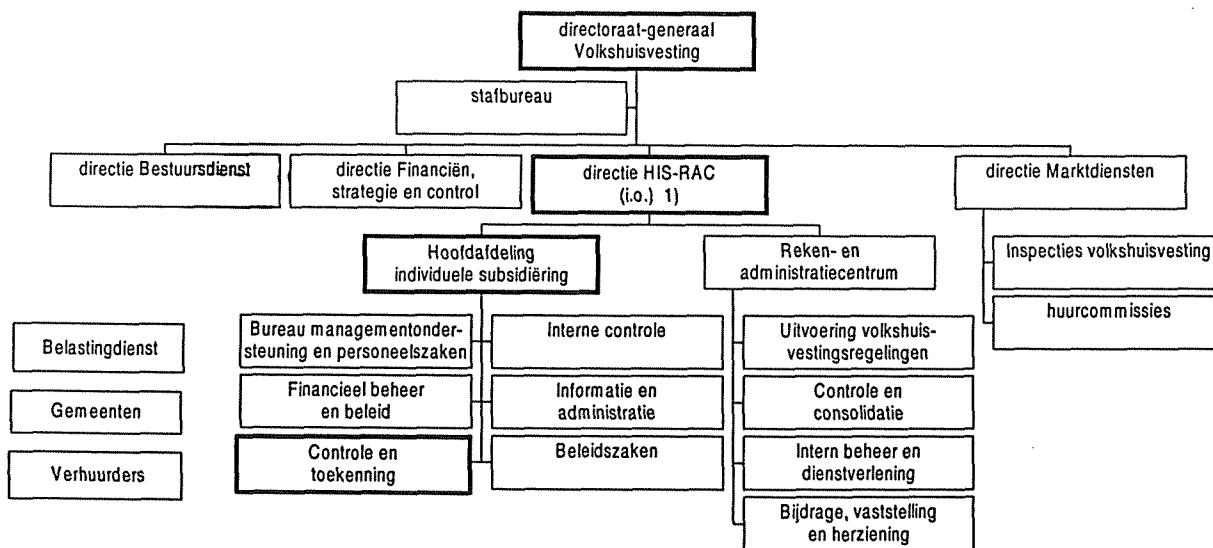 directoraat-generaal
Volkshuisvesting
stafbureau
directie Bestuursdienst
directie Financiën,
strategie en control
directie HIS-RAC
(i.o.) 1)
directie Marktdiensten
Hoofdafdeling
individuele subsidiëring
Reken- en
administratiecentrum
Inspecties volkshuisvesting
huurcommissies
Belastingdienst
Gemeenten
Verhuurders
Bureau managementonder-
steuning en personeelszaken
Financieel beheer
en beleid
Controle en
toekenning
Interne controle
Informatie en
administratie
Beleidszaken
Uitvoering volkshuis-
vestingsregelingen
Controle en
consolidatie
Intern beheer en
dienstverlening
Bijdrage, vaststelling
en herziening